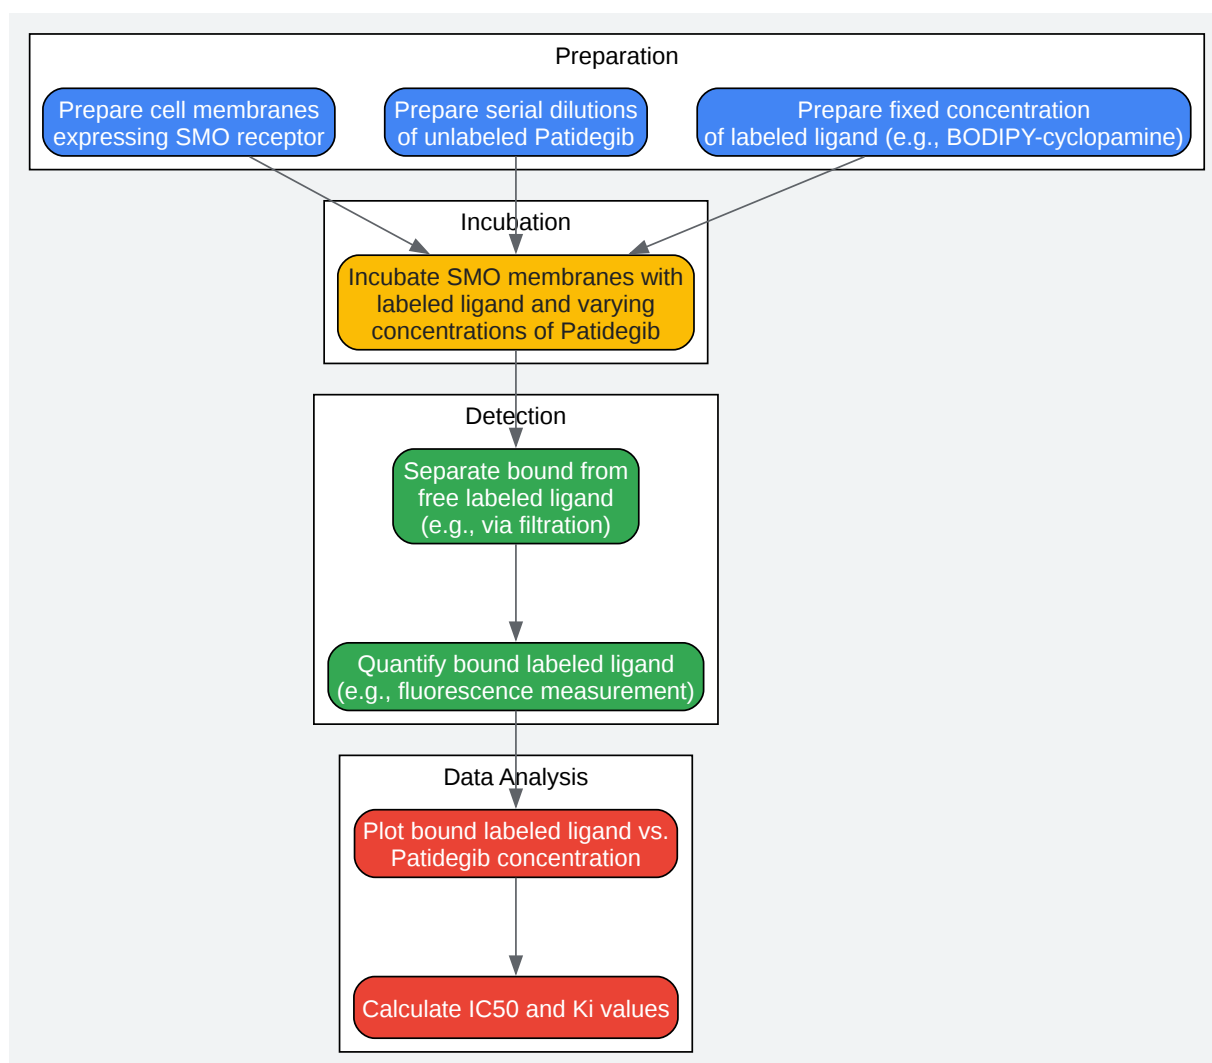 Preparation
Prepare cell membranes
expressing SMO receptor
Prepare serial dilutions
of unlabeled Patidegib
Prepare fixed concentration
of labeled ligand (e.g., BODIPY-cyclopamine)
Incubation
Incubate SMO membranes with
labeled ligand and varying
concentrations of Patidegib
Detection
Separate bound from
free labeled ligand
(e.g., via filtration)
Quantify bound labeled ligand
(e.g., fluorescence measurement)
Data Analysis
Plot bound labeled ligand vs.
Patidegib concentration
Calculate IC50 and Ki values